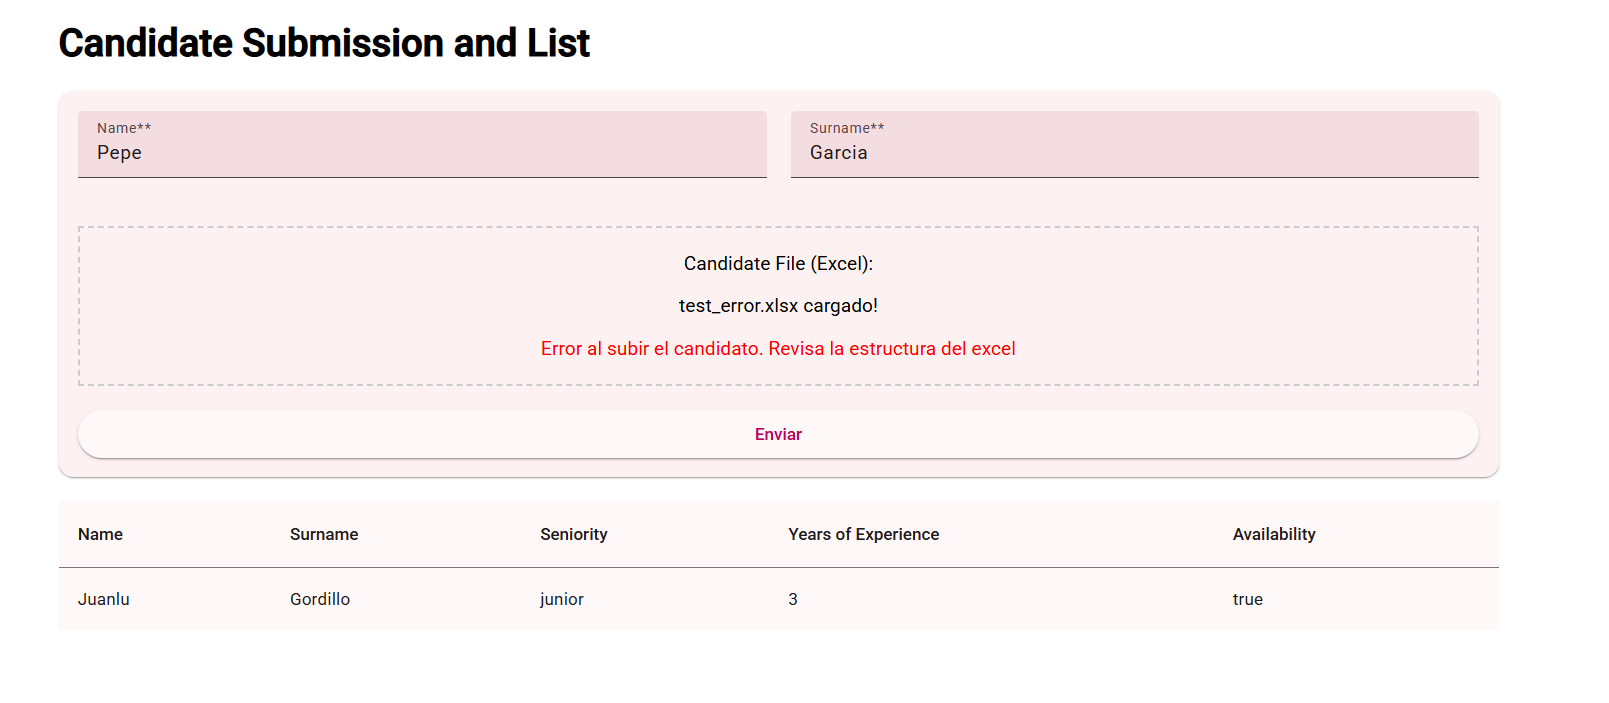 Candidate Submission and List
Name** Surname**
Pepe Garcia
Candidate File (Excel):
test_error.xlsx cargado!
Error al subir el candidato. Revisa la estructura del excel
Enviar
Name Surname Seniority Years of Experience Availability
Juanlu Gordillo junior 3 true